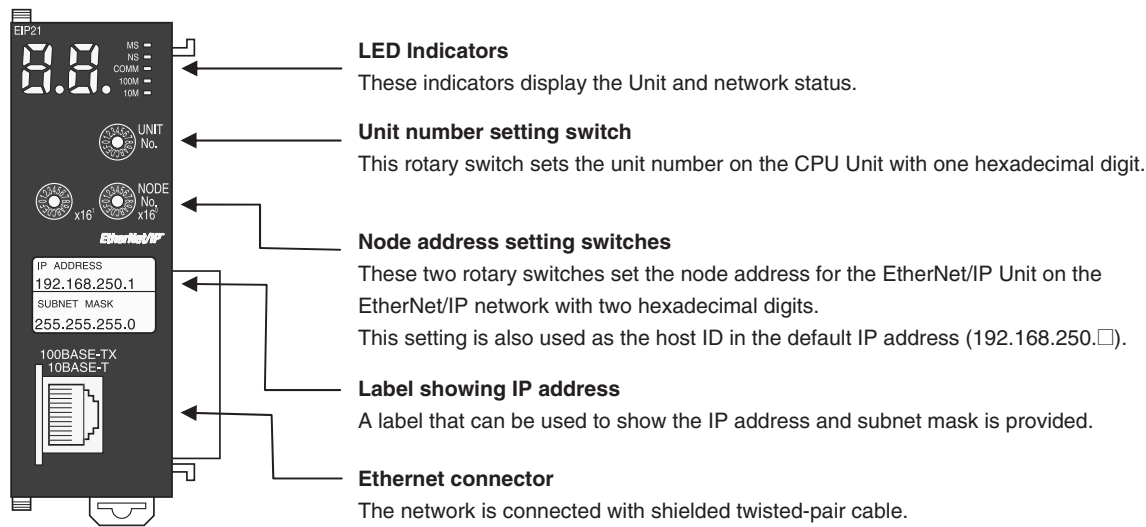 EIP21
8.8.
MS
NS
COMM
100M
10M
UNIT
No.
NODE
No.
x16¹
x16⁰
EtherNet/IP
IP ADDRESS
192.168.250.1
SUBNET MASK
255.255.255.0
100BASE-TX
10BASE-T
LED Indicators
These indicators display the Unit and network status.
Unit number setting switch
This rotary switch sets the unit number on the CPU Unit with one hexadecimal digit.
Node address setting switches
These two rotary switches set the node address for the EtherNet/IP Unit on the
EtherNet/IP network with two hexadecimal digits.
This setting is also used as the host ID in the default IP address (192.168.250.□).
Label showing IP address
A label that can be used to show the IP address and subnet mask is provided.
Ethernet connector
The network is connected with shielded twisted-pair cable.